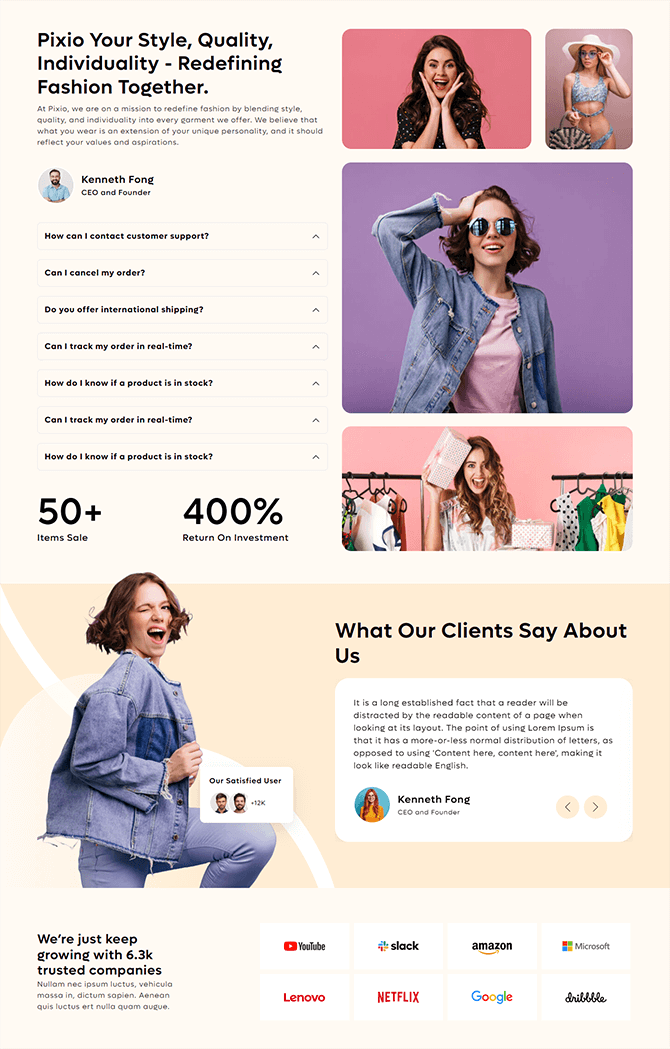 Pixio Your Style, Quality,
Individuality - Redefining
Fashion Together.
At Pixio, we are on a mission to redefine fashion by blending style,
quality, and individuality into every garment we offer. We believe that
what you wear is an extension of your unique personality, and it should
reflect your values and aspirations.
Kenneth Fong
CEO and Founder
How can I contact customer support?
Can I cancel my order?
Do you offer international shipping?
Can I track my order in real-time?
How do I know if a product is in stock?
Can I track my order in real-time?
How do I know if a product is in stock?
50+
Items Sale
400%
Return On Investment
What Our Clients Say About
Us
It is a long established fact that a reader will be
distracted by the readable content of a page when
looking at its layout. The point of using Lorem Ipsum is
that it has a more-or-less normal distribution of letters, as
opposed to using 'Content here, content here', making it
look like readable English.
Kenneth Fong
CEO and Founder
Our Satisfied User
+12K
We're just keep
growing with 6.3k
trusted companies
Nullam nec ipsum luctus, vehicula
massa in, dictum sapien. Aenean
quis luctus ert nulla quam augue.
YouTube
slack
amazon
Microsoft
Lenovo
NETFLIX
Google
dribbble